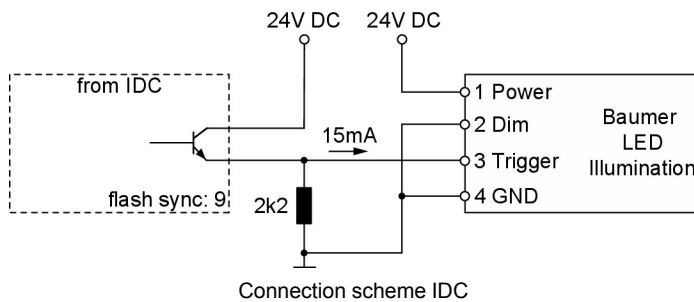 24V DC 24V DC
from IDC
1 Power
2 Dim
Baumer
LED
Illumination
15mA
3 Trigger
flash sync: 9
2k2
4 GND
Connection scheme IDC